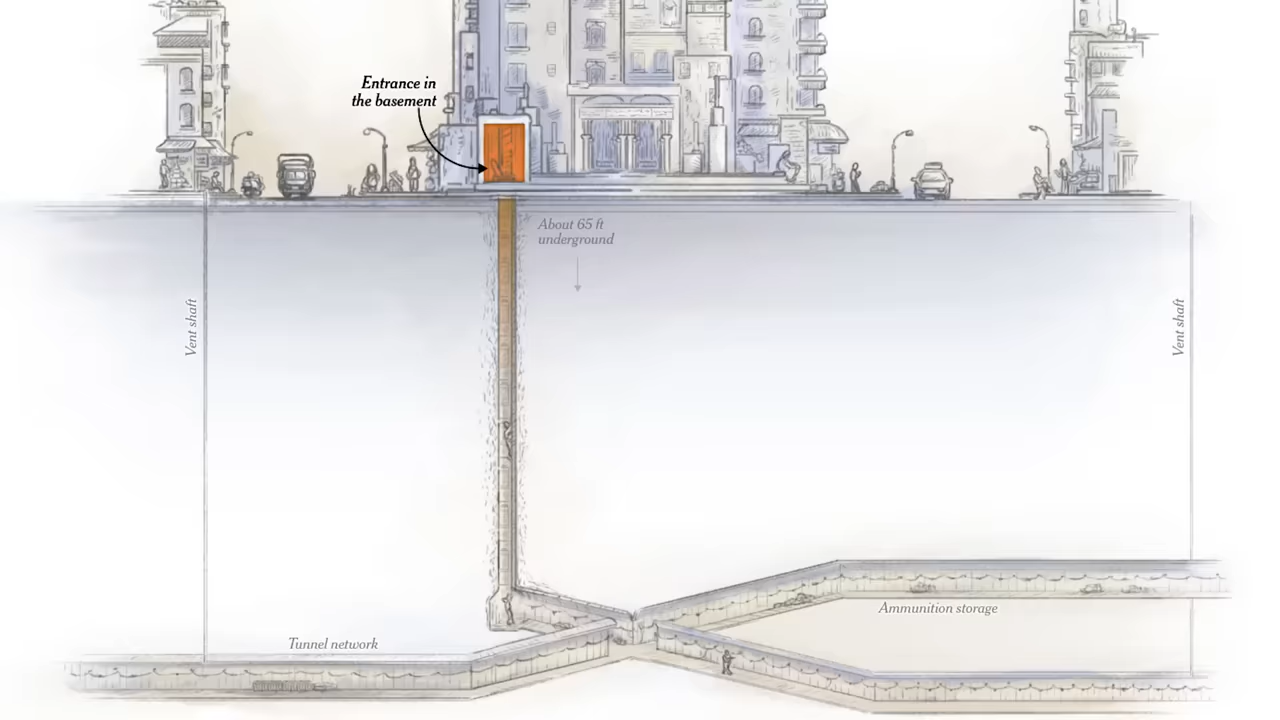 Entrance in
the basement
About 65 ft
underground
Vent shaft
Vent shaft
Ammunition storage
Tunnel network